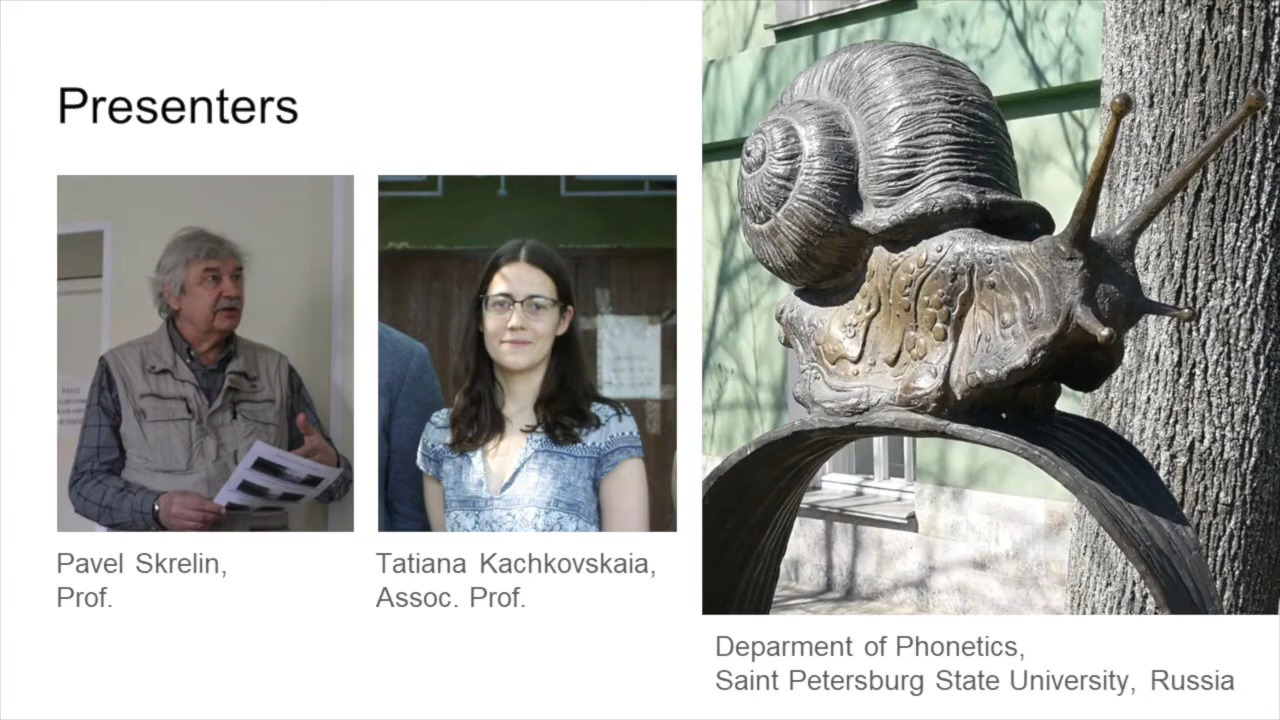 Presenters
Pavel Skrelin,
Prof.
Tatiana Kachkovskaia,
Assoc. Prof.
Deparment of Phonetics,
Saint Petersburg State University, Russia